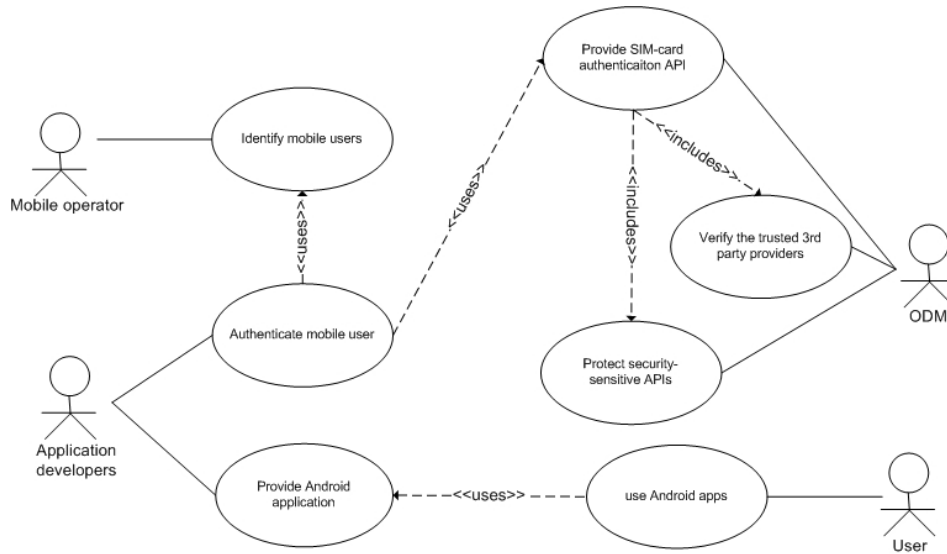 Provide SIM-card
authenticaiton API
Identify mobile users
<<includes>>
<<uses>>
<<includes>>
Mobile operator
<<uses>>
Verify the trusted 3rd
party providers
ODM
Authenticate mobile user
Protect security-
sensitive APIs
Application
developers
Provide Android
application
<<uses>>
use Android apps
User